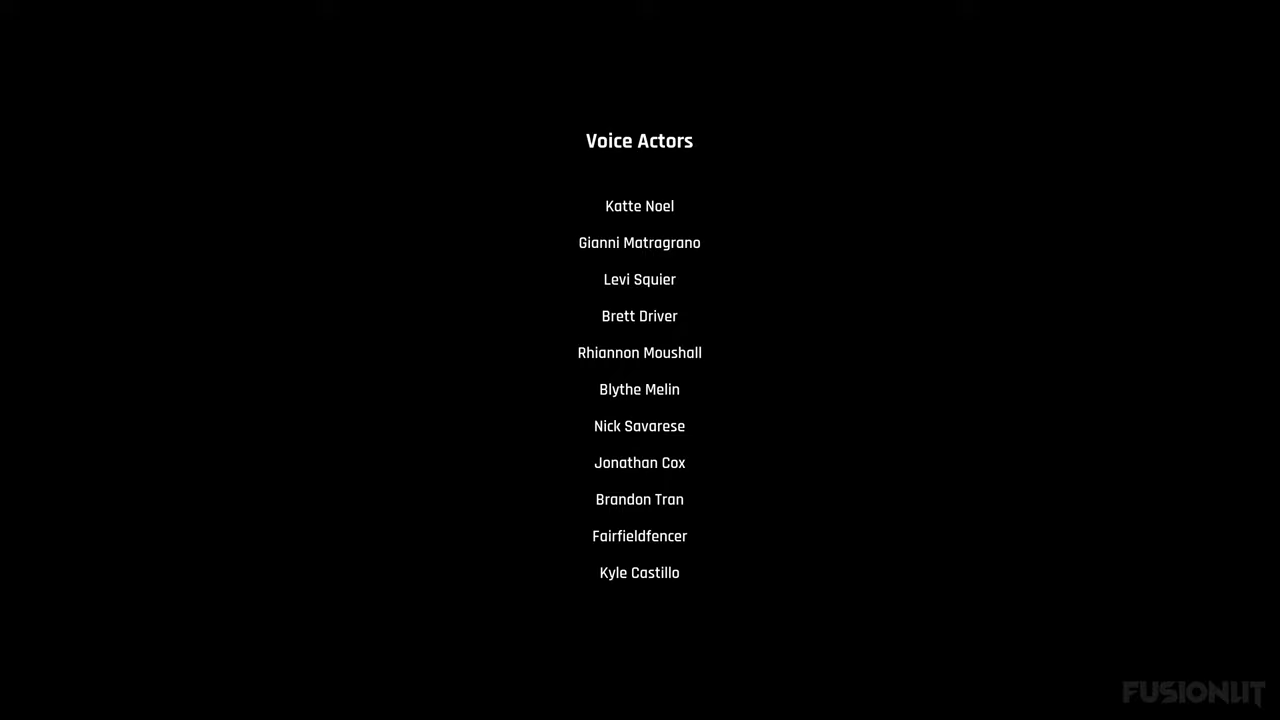 Voice Actors
Katte Noel
Gianni Matragrano
Levi Squier
Brett Driver
Rhiannon Moushall
Blythe Melin
Nick Savarese
Jonathan Cox
Brandon Tran
Fairfieldfencer
Kyle Castillo
FUSIONUT